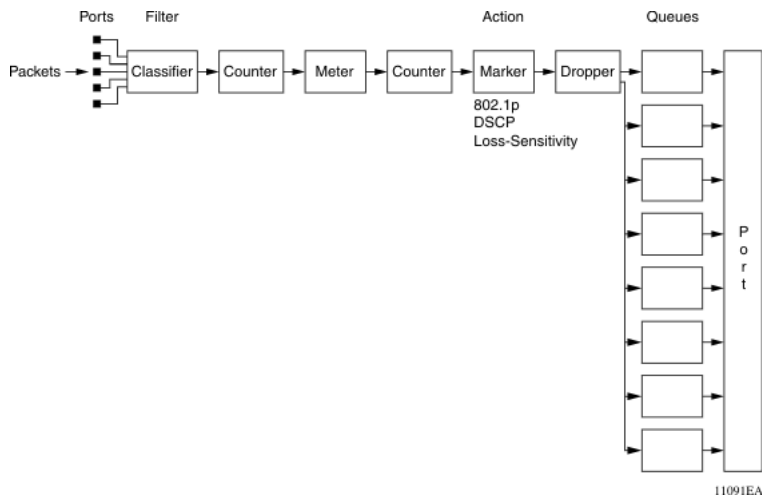 Ports Filter Action Queues
Packets Classifier Counter Meter Counter Marker Dropper
802.1p
DSCP
Loss-Sensitivity
P
o
r
t
11091EA